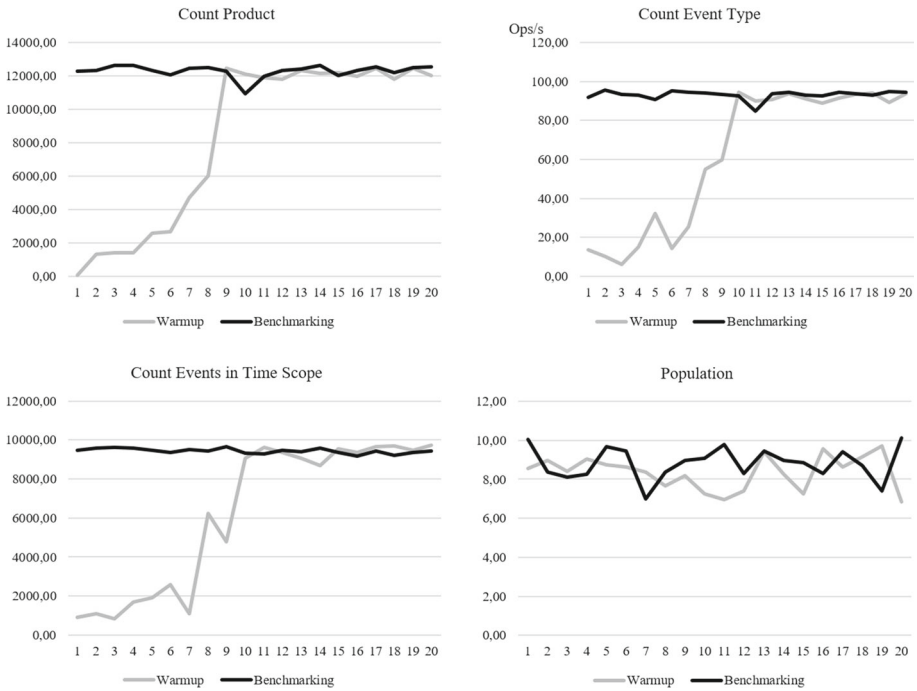 Count Product
14000,00
12000,00
10000,00
8000,00
6000,00
4000,00
2000,00
0,00
1 2 3 4 5 6 7 8 9 10 11 12 13 14 15 16 17 18 19 20
Warmup Benchmarking
Count Event Type
Ops/s
120,00
100,00
80,00
60,00
40,00
20,00
0,00
1 2 3 4 5 6 7 8 9 10 11 12 13 14 15 16 17 18 19 20
Warmup Benchmarking
Count Events in Time Scope
12000,00
10000,00
8000,00
6000,00
4000,00
2000,00
0,00
1 2 3 4 5 6 7 8 9 10 11 12 13 14 15 16 17 18 19 20
Warmup Benchmarking
Population
12,00
10,00
8,00
6,00
4,00
2,00
0,00
1 2 3 4 5 6 7 8 9 10 11 12 13 14 15 16 17 18 19 20
Warmup Benchmarking